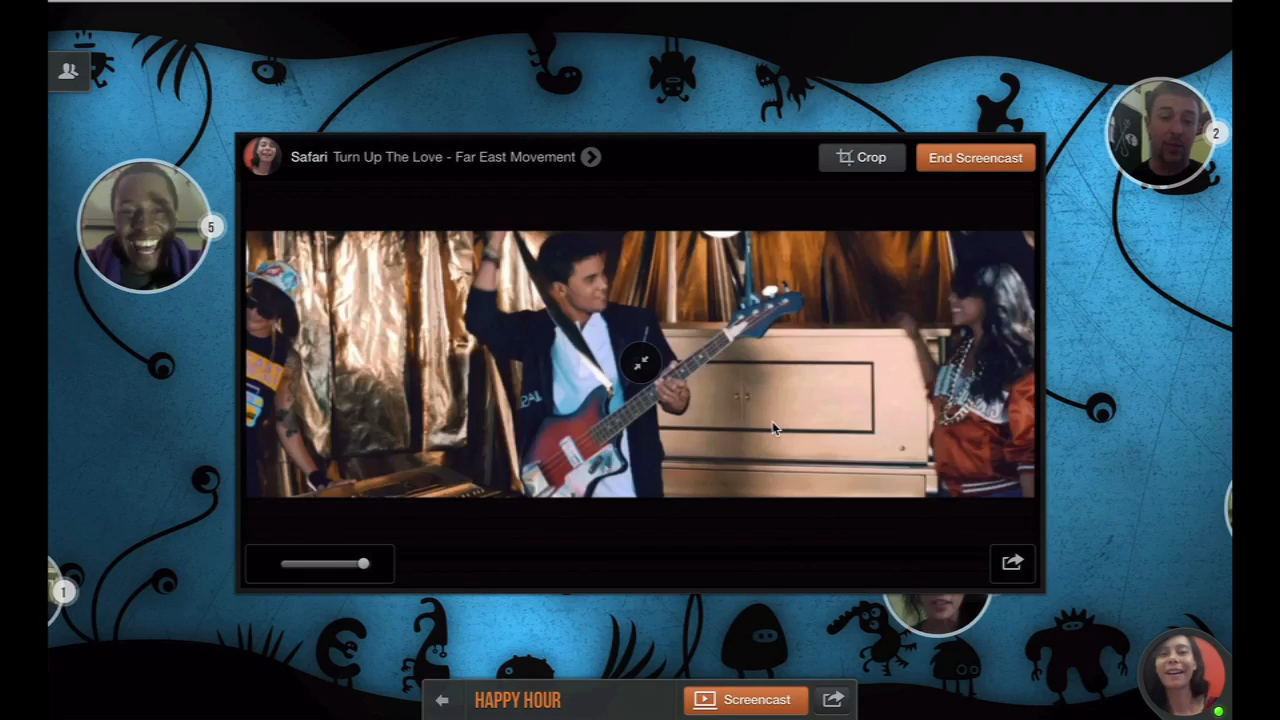 Safari Turn Up The Love - Far East Movement
Crop
End Screencast
2
5
1
HAPPY HOUR
Screencast